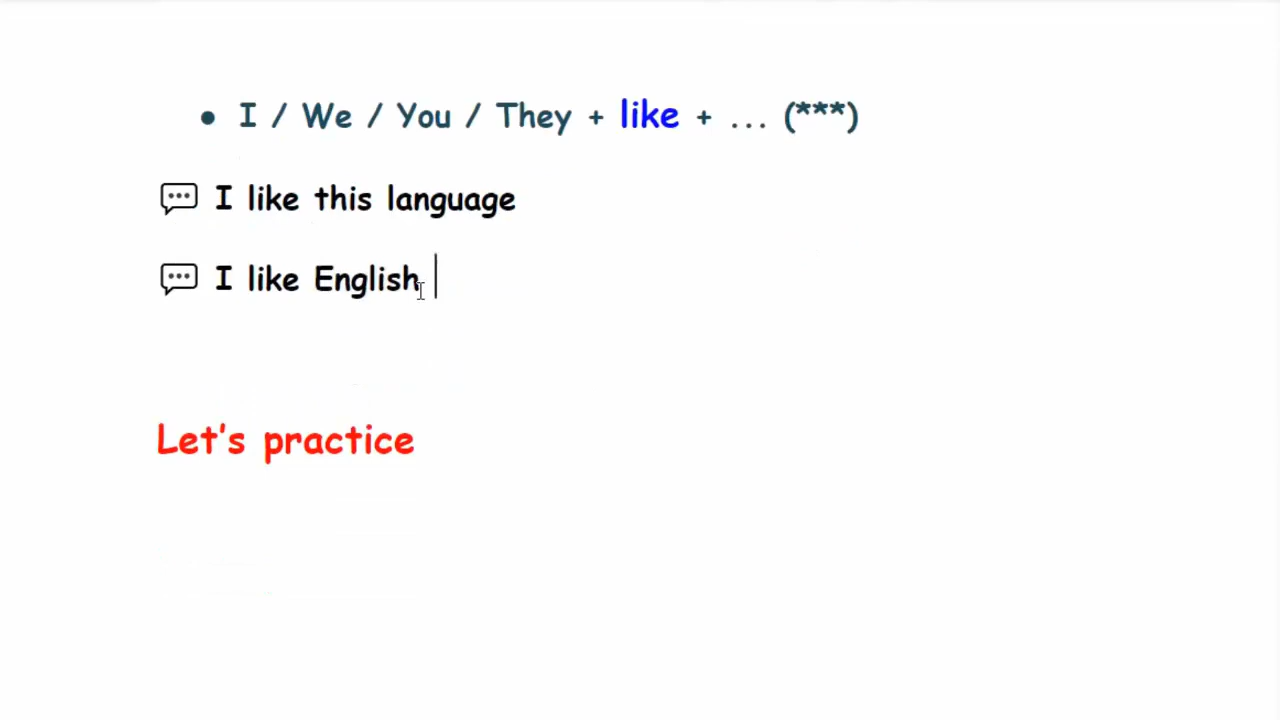 • I / We / You / They + like + ... (***)
I like this language
I like English
Let's practice